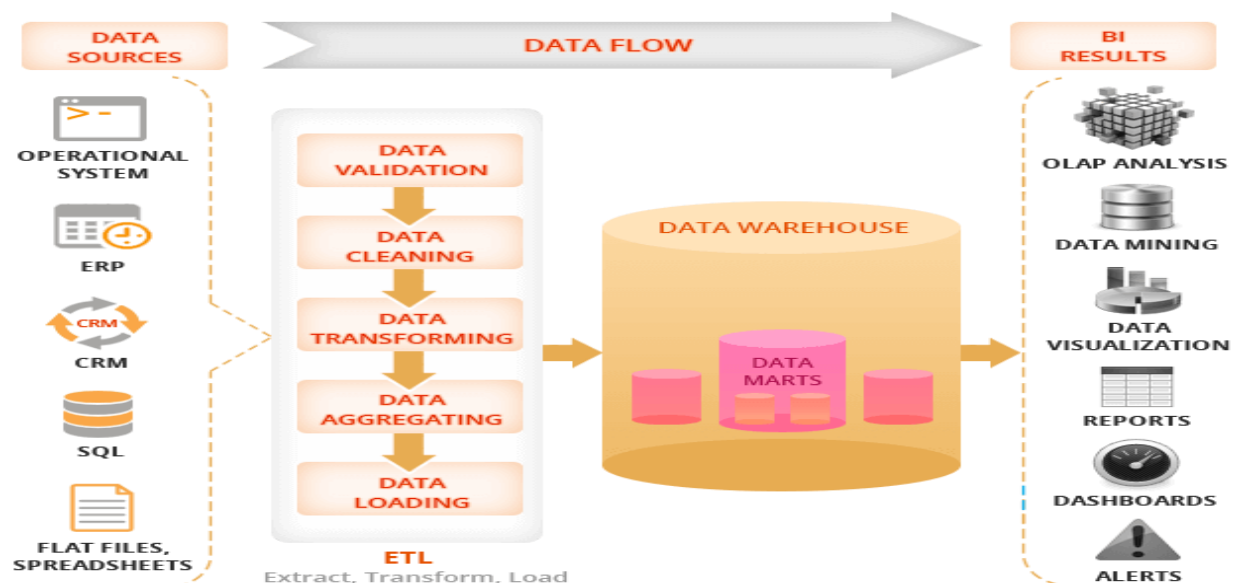 DATA
SOURCES
DATA FLOW
BI
RESULTS
>-
OPERATIONAL
SYSTEM
ERP
CRM
CRM
SQL
FLAT FILES,
SPREADSHEETS
DATA
VALIDATION
DATA
CLEANING
DATA
TRANSFORMING
DATA
AGGREGATING
DATA
LOADING
ETL
Extract, Transform, Load
DATA WAREHOUSE
DATA
MARTS
OLAP ANALYSIS
DATA MINING
DATA
VISUALIZATION
REPORTS
DASHBOARDS
ALERTS